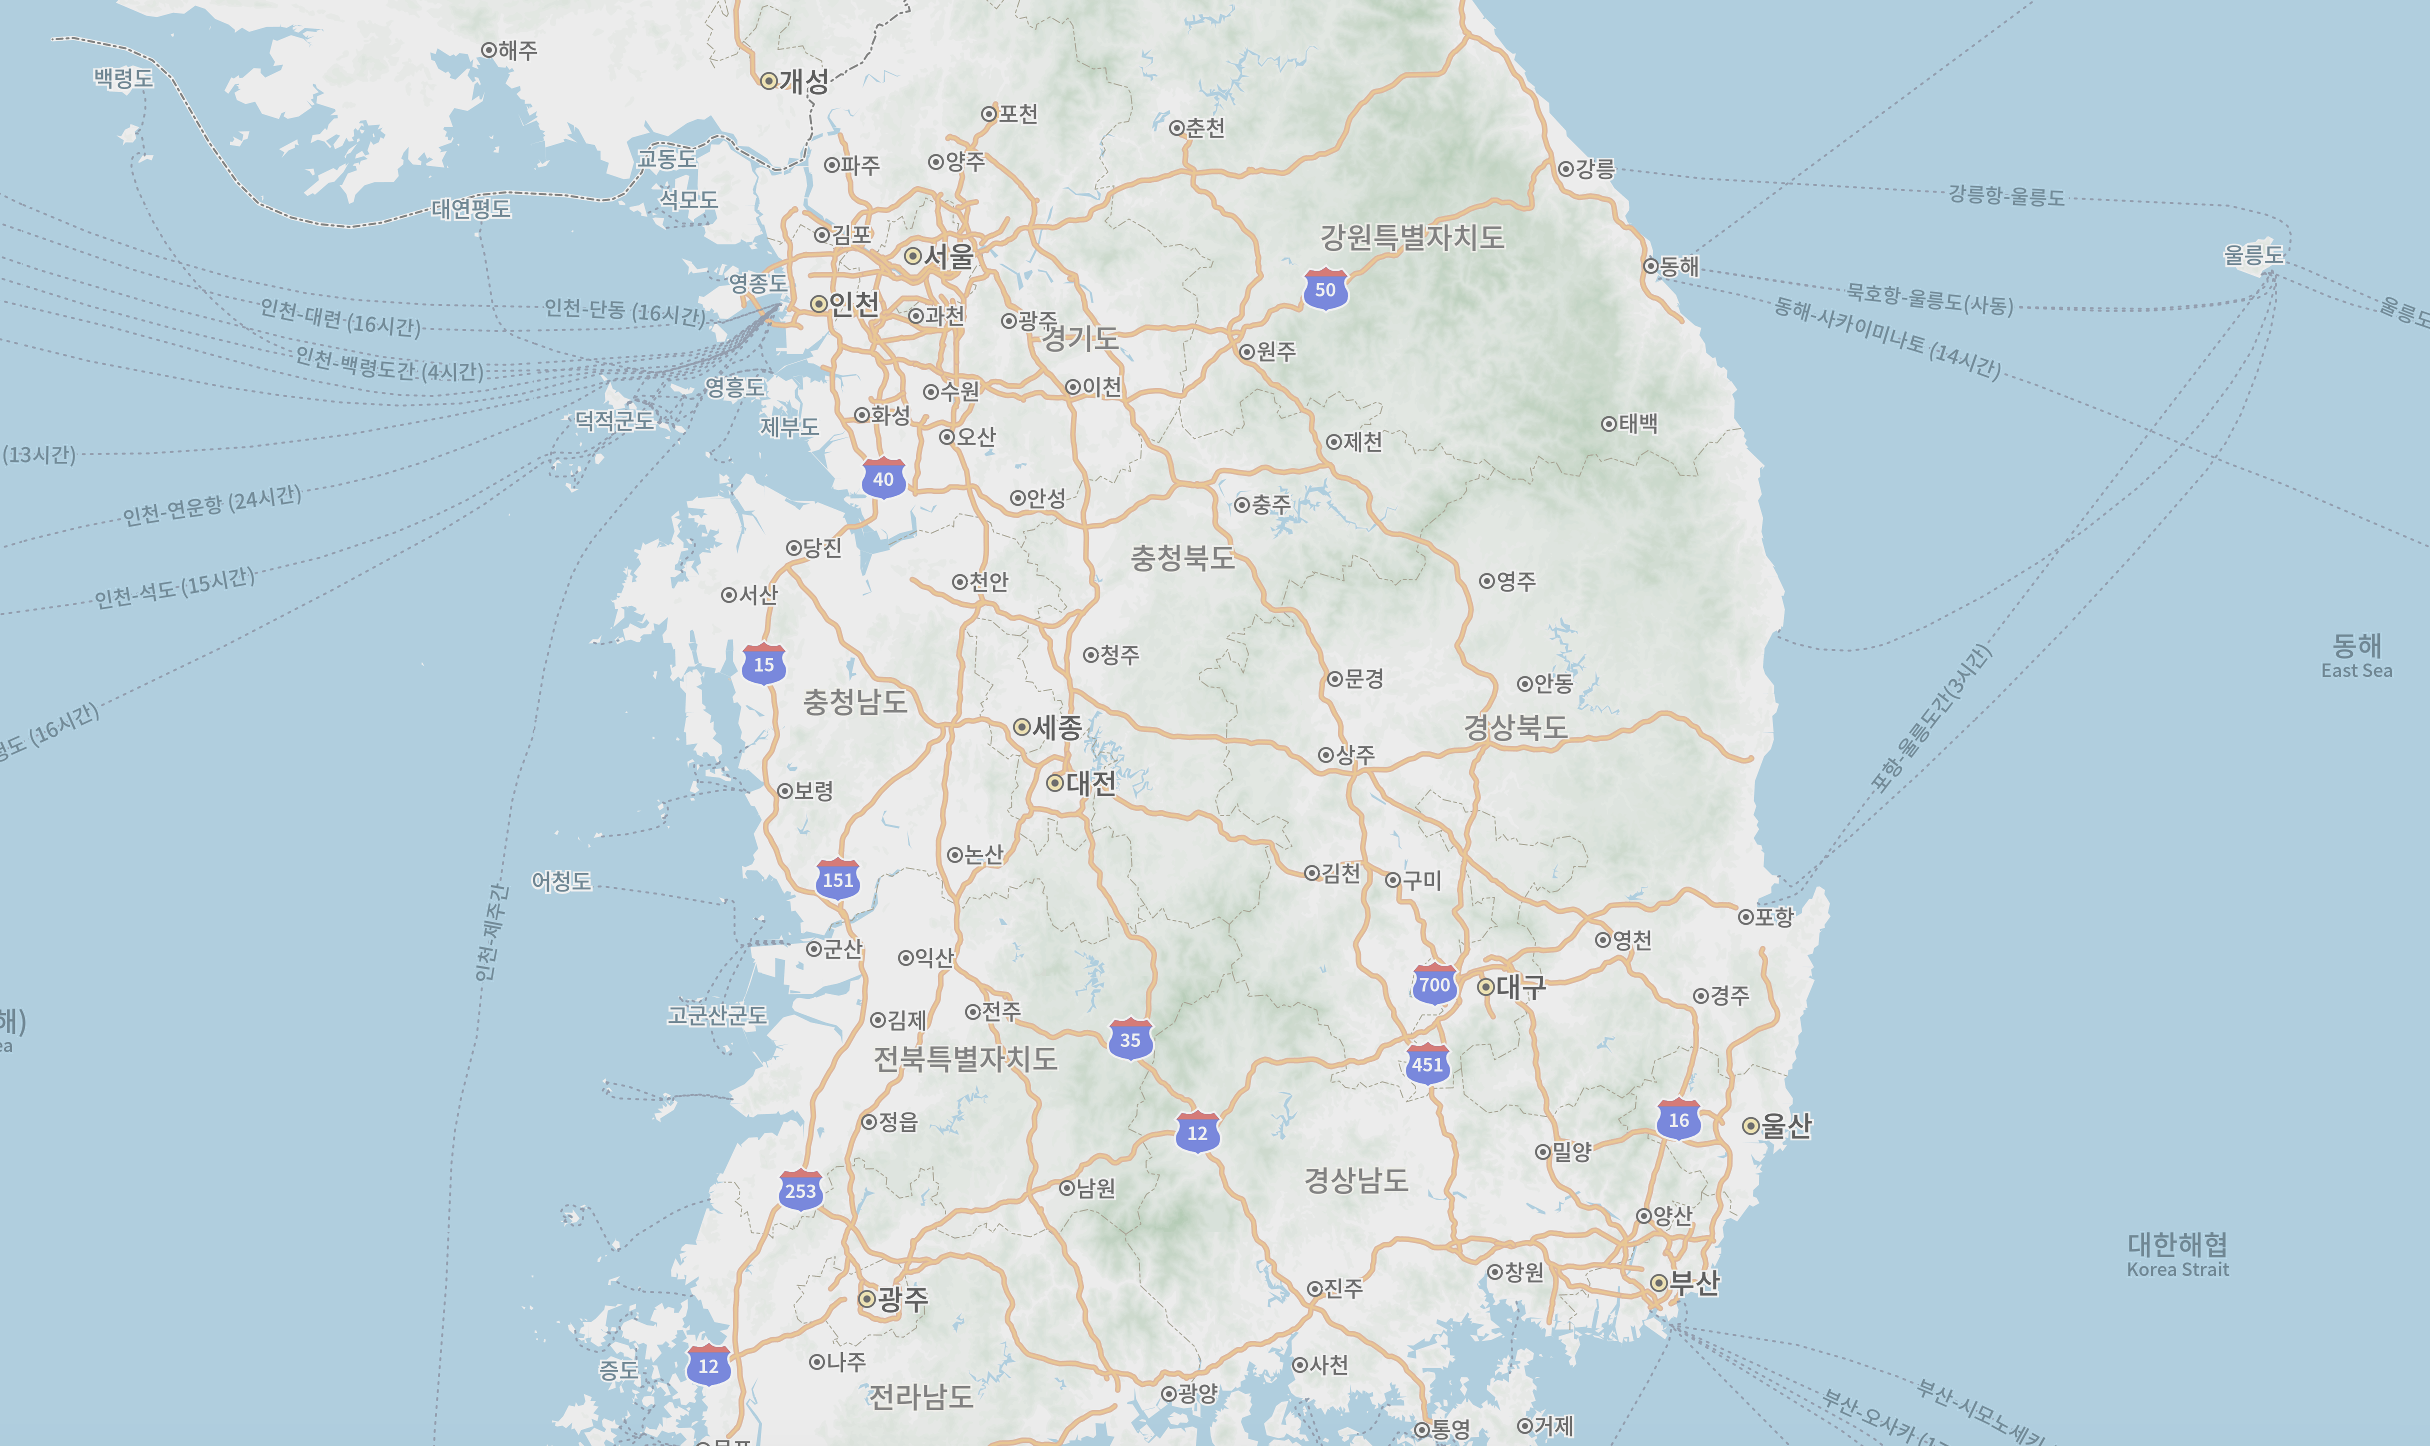 해주
백령도
개성
포천
춘천
교동도
파주
양주
강릉
석모도
대연평도
강릉항-울릉도
김포
서울
강원특별자치도
울릉도
동해
영종도
50
인천
인천-단동 (16시간)
인천-대련 (16시간)
과천
광주
경기도
묵호항-울릉도(사동)
동해-사카이미나토 (14시간)
울릉도
인천-백령도간 (4시간)
원주
영흥도
수원
이천
덕적군도
제부도
화성
오산
제천
태백
(13시간)
40
안성
충주
인천-연운항 (24시간)
당진
충청북도
천안
영주
서산
인천-석도 (15시간)
동해
East Sea
15
청주
문경
안동
충청남도
세종
경상북도
(16시간)
상주
포항-울릉도간(3시간)
대전
보령
논산
151
김천
구미
어청도
인천-제주간
포항
군산
익산
영천
700
대구
경주
고군산군도
김제
전주
해)
ea
35
전북특별자치도
451
정읍
12
16
울산
밀양
253
남원
경상남도
양산
대한해협
Korea Strait
창원
부산
진주
광주
12
나주
사천
증도
전라남도
광양
부산-시모노세키
부산-오사카
통영
거제